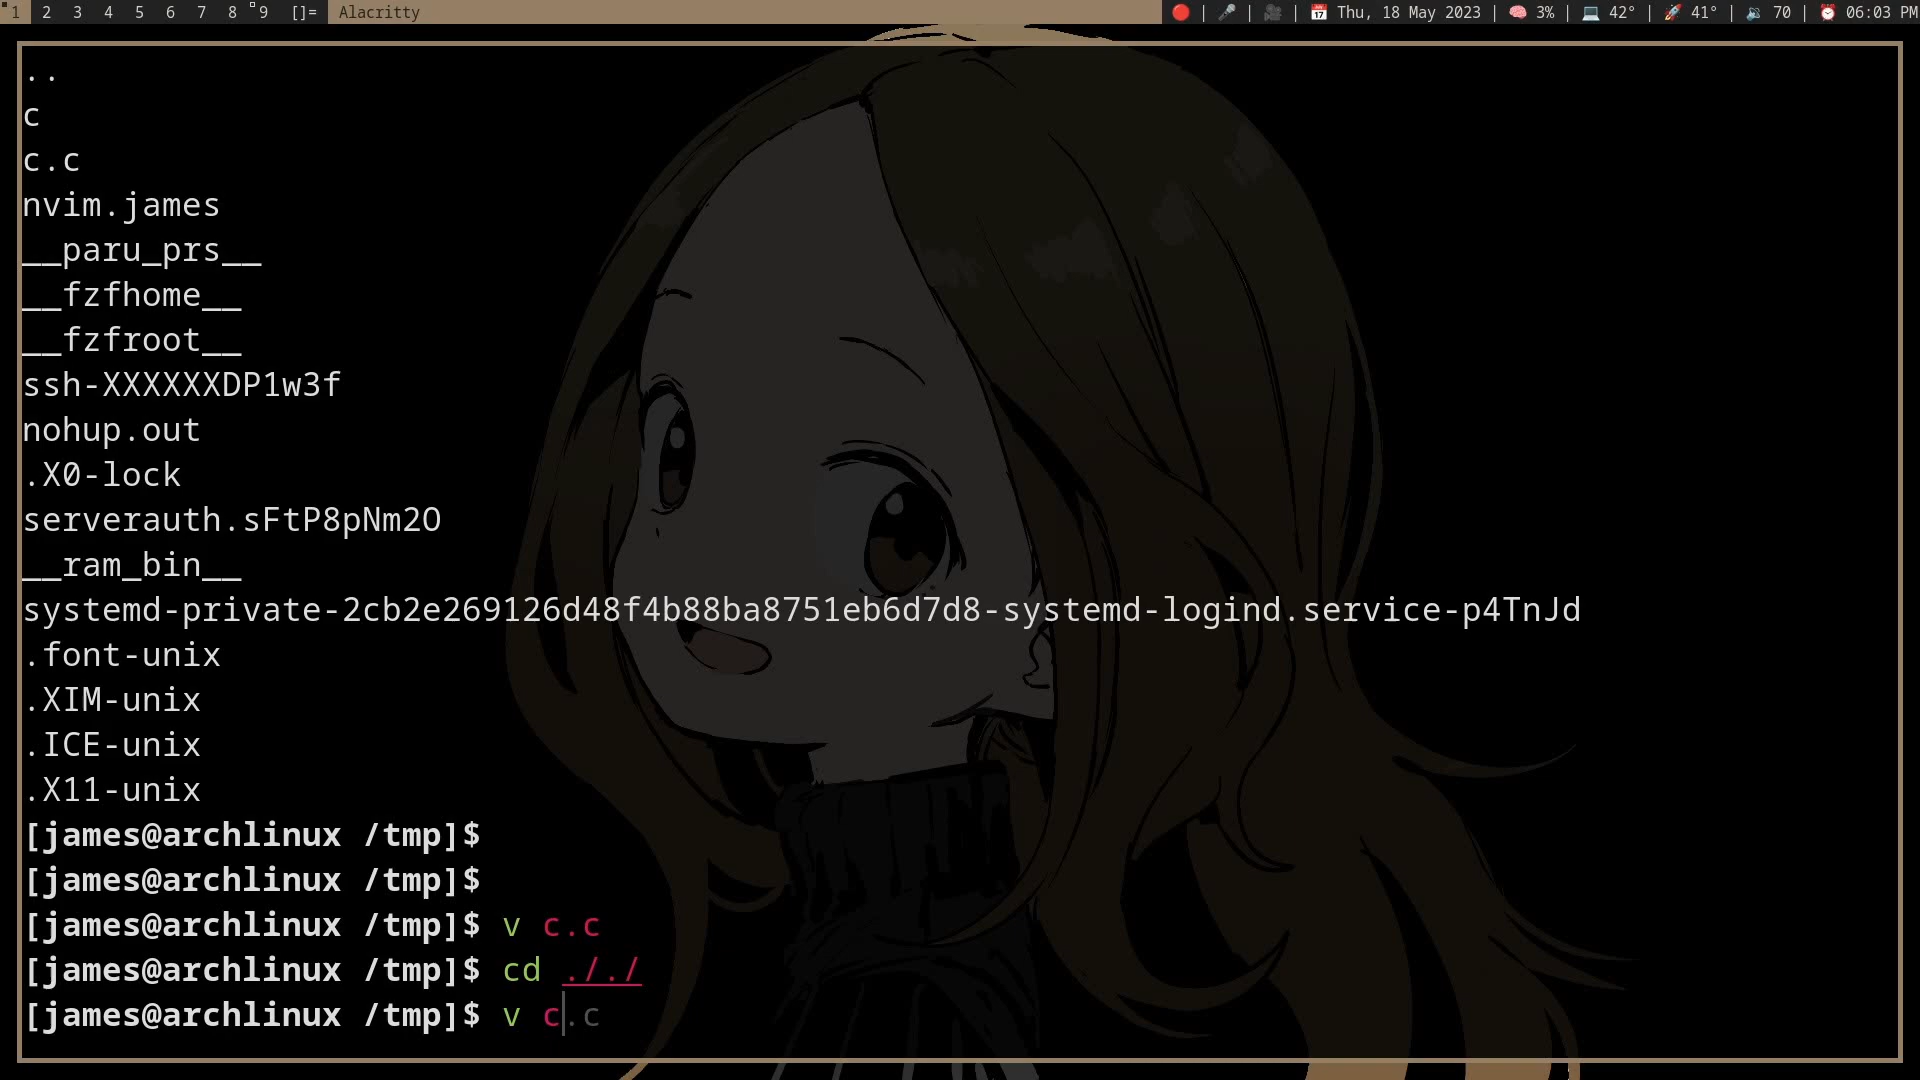 1 2 3 4 5 6 7 8 9 []= Alacritty | | | Thu, 18 May 2023 | 3% | 42° | 41° | 70 | 06:03 PM
..
c
c.c
nvim.james
__paru_prs__
__fzfhome__
__fzfroot__
ssh-XXXXXXDP1w3f
nohup.out
.X0-lock
serverauth.sFtP8pNm2O
__ram_bin__
systemd-private-2cb2e269126d48f4b88ba8751eb6d7d8-systemd-logind.service-p4TnJd
.font-unix
.XIM-unix
.ICE-unix
.X11-unix
[james@archlinux /tmp]$
[james@archlinux /tmp]$
[james@archlinux /tmp]$ v c.c
[james@archlinux /tmp]$ cd ././
[james@archlinux /tmp]$ v c.c